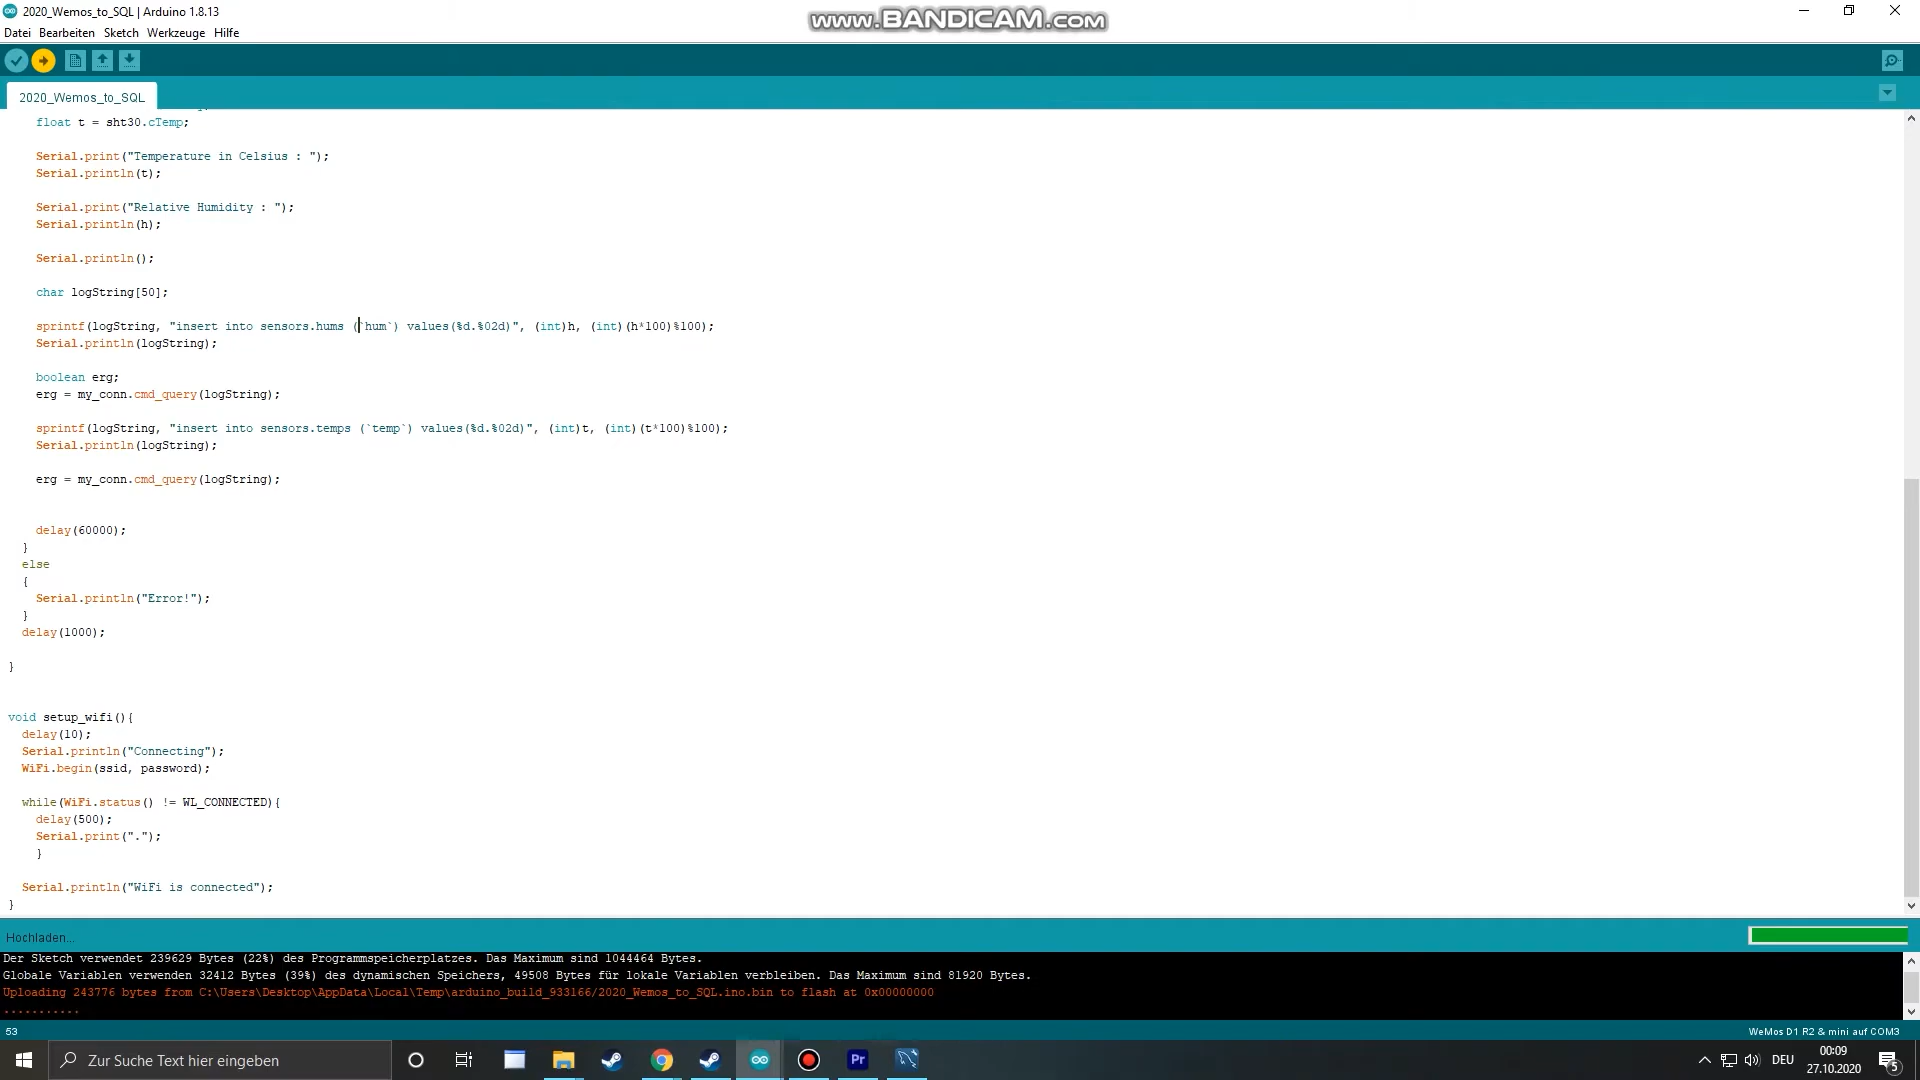 2020_Wemos_to_SQL | Arduino 1.8.13
www.BANDICAM.com
Datei Bearbeiten Sketch Werkzeuge Hilfe
2020_Wemos_to_SQL
float t = sht30.cTemp;
Serial.print("Temperature in Celsius : ");
Serial.println(t);
Serial.print("Relative Humidity : ");
Serial.println(h);
Serial.println();
char logString[50];
sprintf(logString, "insert into sensors.hums (`hum`) values(%d.%02d)", (int)h, (int)(h*100)%100);
Serial.println(logString);
boolean erg;
erg = my_conn.cmd_query(logString);
sprintf(logString, "insert into sensors.temps (`temp`) values(%d.%02d)", (int)t, (int)(t*100)%100);
Serial.println(logString);
erg = my_conn.cmd_query(logString);
delay(60000);
}
else
{
Serial.println("Error!");
}
delay(1000);
}
void setup_wifi(){
delay(10);
Serial.println("Connecting");
WiFi.begin(ssid, password);
while(WiFi.status() != WL_CONNECTED){
delay(500);
Serial.print(".");
}
Serial.println("WiFi is connected");
}
Hochladen...
Der Sketch verwendet 239629 Bytes (22%) des Programmspeicherplatzes. Das Maximum sind 1044464 Bytes.
Globale Variablen verwenden 32412 Bytes (39%) des dynamischen Speichers, 49508 Bytes für lokale Variablen verbleiben. Das Maximum sind 81920 Bytes.
Uploading 243776 bytes from C:\Users\Desktop\AppData\Local\Temp\arduino_build_933166/2020_Wemos_to_SQL.ino.bin to flash at 0x00000000
...........
53
WeMos D1 R2 & mini auf COM3
Zur Suche Text hier eingeben
Pr
DEU
00:09
27.10.2020
5